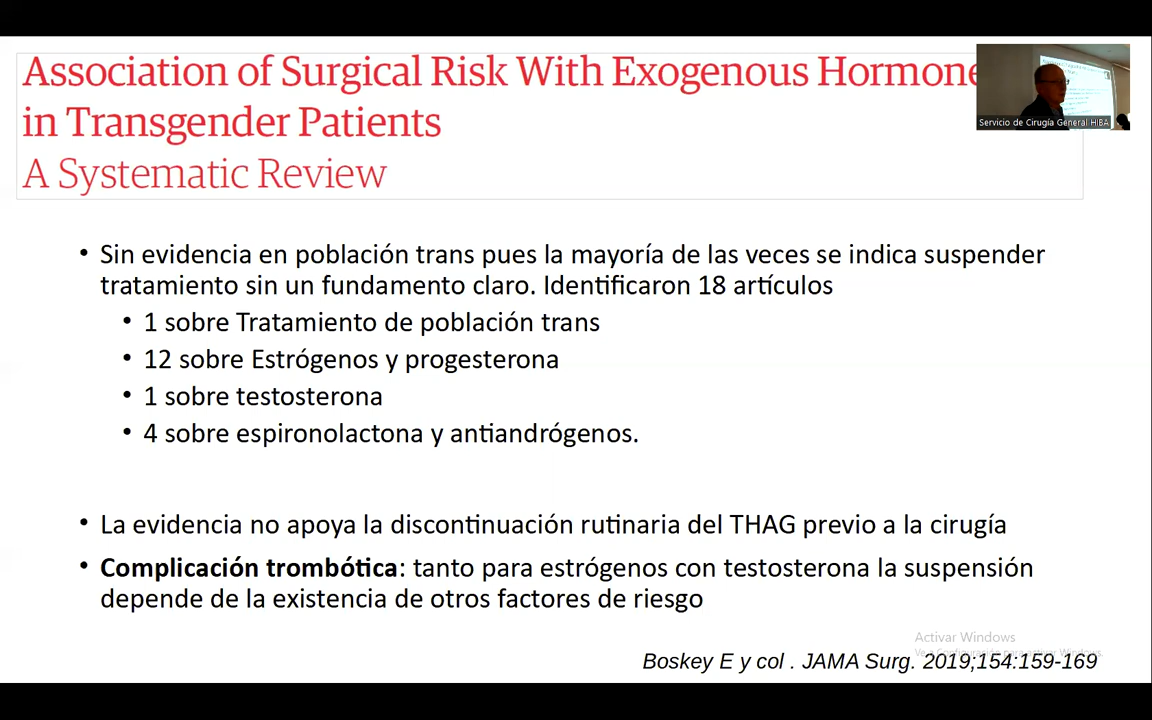 Association of Surgical Risk With Exogenous Hormone
in Transgender Patients
A Systematic Review
Servicio de Cirugía General HIBA
• Sin evidencia en población trans pues la mayoría de las veces se indica suspender
tratamiento sin un fundamento claro. Identificaron 18 artículos
• 1 sobre Tratamiento de población trans
• 12 sobre Estrógenos y progesterona
• 1 sobre testosterona
• 4 sobre espironolactona y antiandrógenos.
• La evidencia no apoya la discontinuación rutinaria del THAG previo a la cirugía
• Complicación trombótica: tanto para estrógenos con testosterona la suspensión
depende de la existencia de otros factores de riesgo
Activar Windows
Ve a Configuración para activar Windows.
Boskey E y col . JAMA Surg. 2019;154:159-169